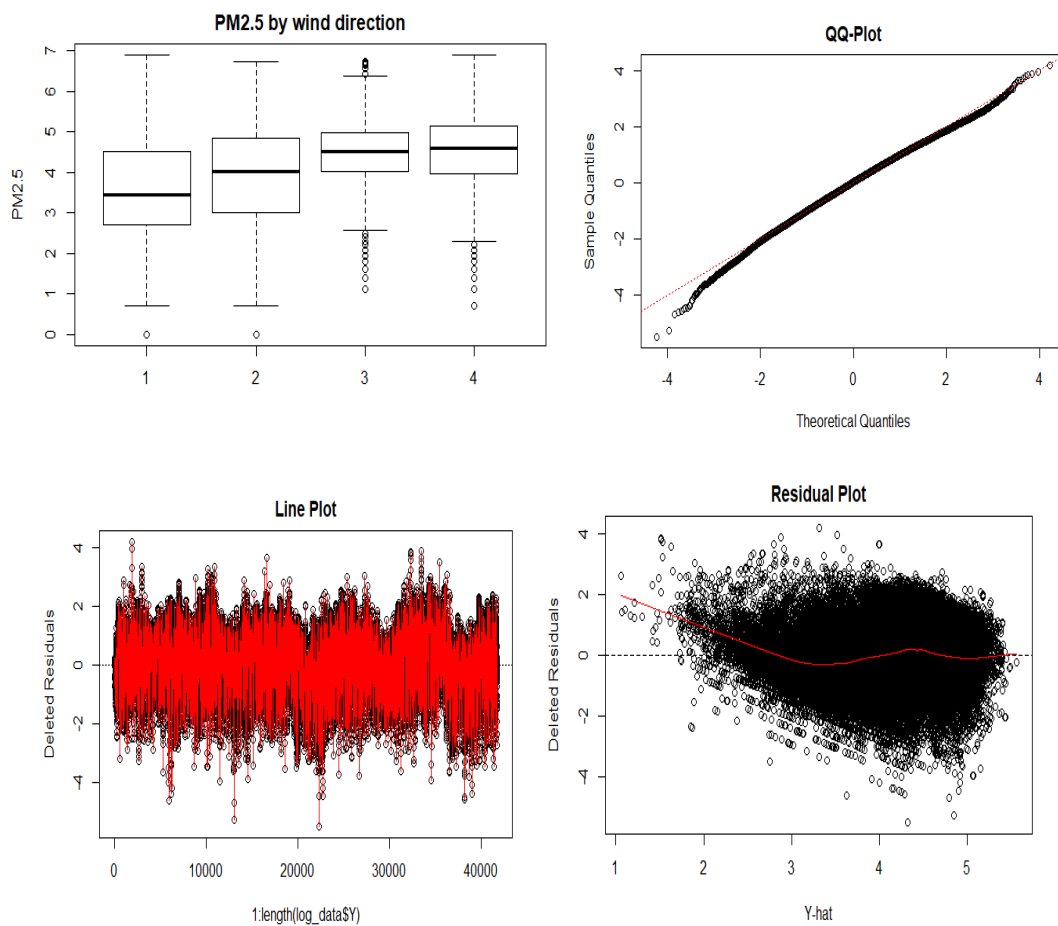 PM2.5 by wind direction
PM2.5
7
6
5
4
3
2
1
0
1 2 3 4
QQ-Plot
Sample Quantiles
4
2
0
-2
-4
-4 -2 0 2 4
Theoretical Quantiles
Line Plot
Deleted Residuals
4
2
0
-2
-4
0 10000 20000 30000 40000
1:length(log_data$Y)
Residual Plot
Deleted Residuals
4
2
0
-2
-4
1 2 3 4 5
Y-hat